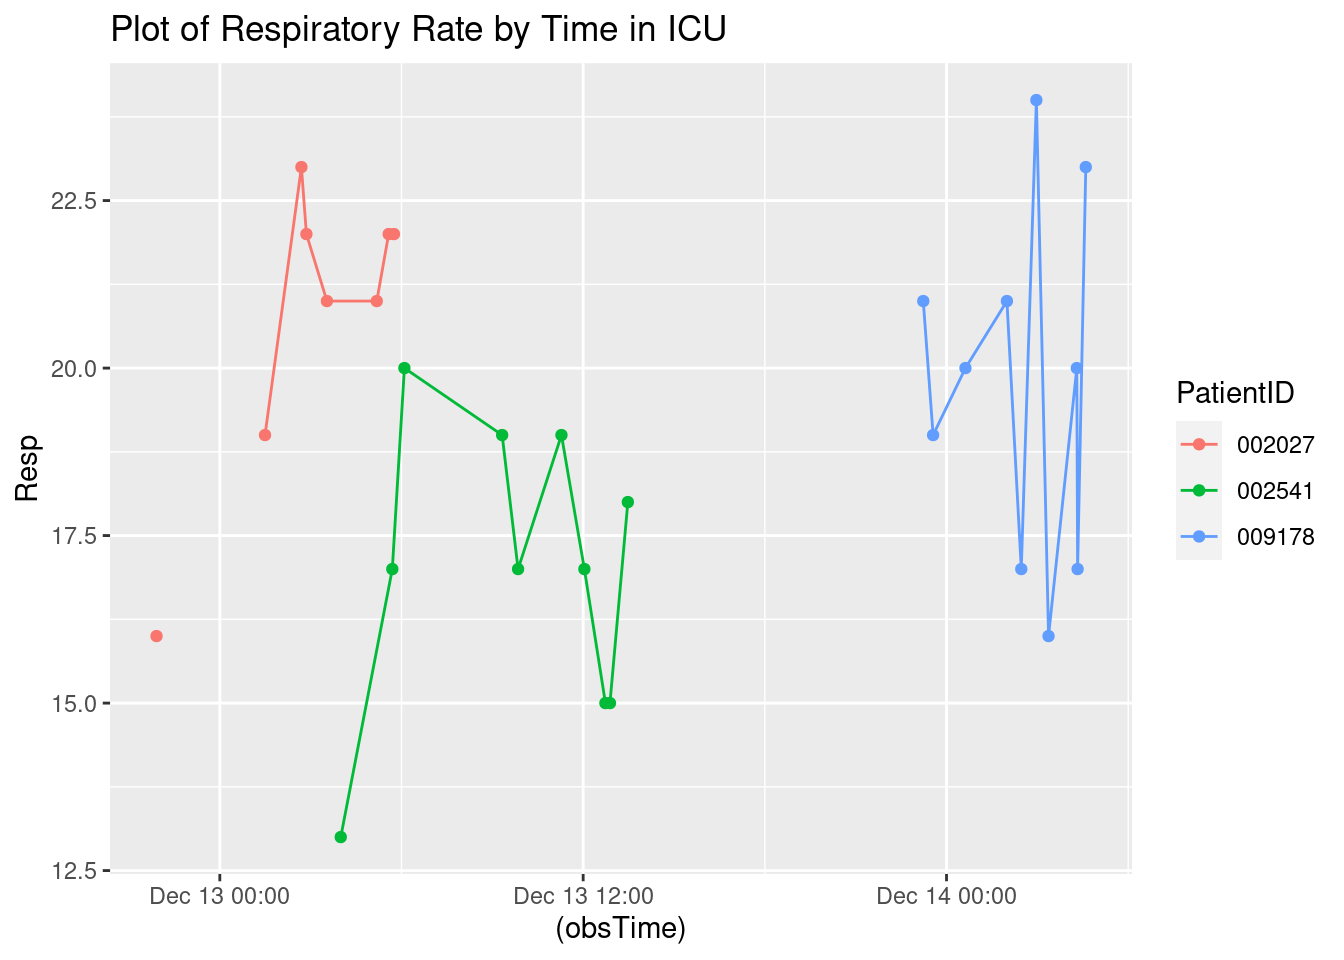 Plot of Respiratory Rate by Time in ICU
22.5
20.0
17.5
15.0
12.5
Resp
Dec 13 00:00
Dec 13 12:00
Dec 14 00:00
(obsTime)
PatientID
002027
002541
009178